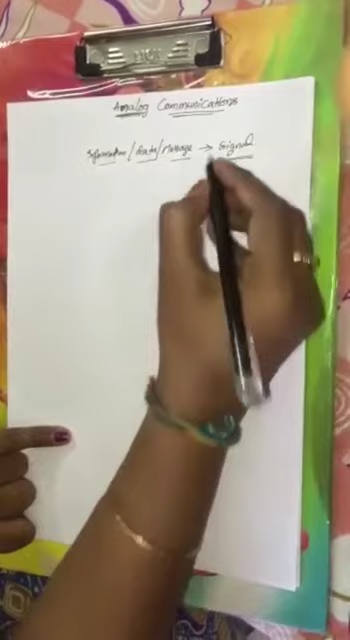 Analog Communications
Information / data / Message → Signal